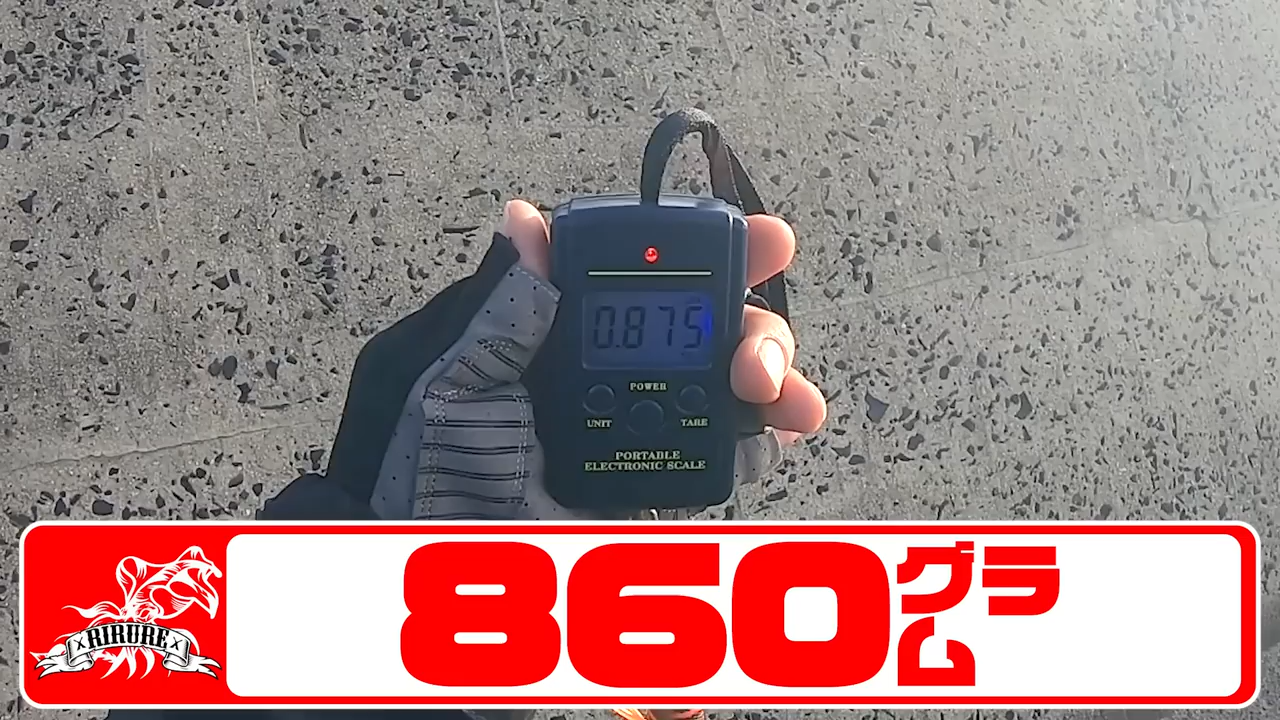 0.875
POWER
UNIT TARE
PORTABLE
ELECTRONIC SCALE
860グラム
X RIRURE X